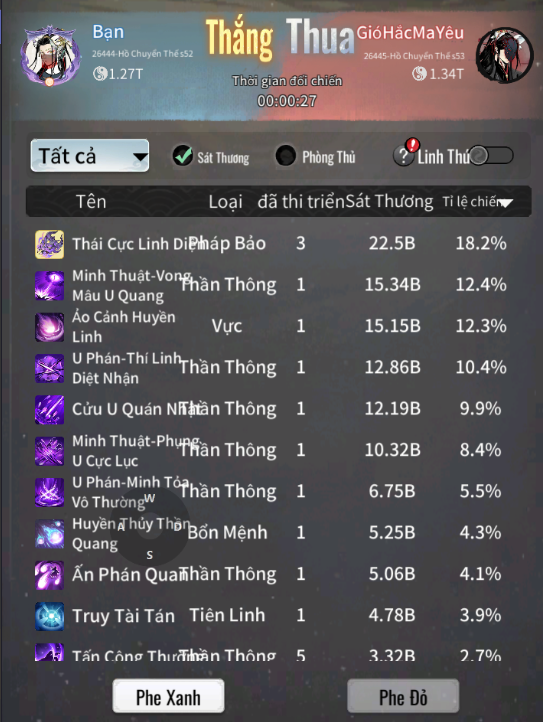 Bạn
Thắng
Thua
GióHắcMaYêu
26444-Hồ Chuyển Thế s52
26445-Hồ Chuyển Thế s53
1.27T
1.34T
Thời gian đối chiến
00:00:27
Tất cả
Sát Thương
Phòng Thủ
?
Linh Thú
Tên Loại đã thi triển Sát Thương Tỉ lệ chiến
Thái Cực Linh Diện Pháp Bảo 3 22.5B 18.2%
Minh Thuật-Vong
Mâu U Quang Thần Thông 1 15.34B 12.4%
Ảo Cảnh Huyền
Linh Vực 1 15.15B 12.3%
U Phán-Thí Linh
Diệt Nhận Thần Thông 1 12.86B 10.4%
Cửu U Quán Nhật Thần Thông 1 12.19B 9.9%
Minh Thuật-Phụng
U Cực Lục Thần Thông 1 10.32B 8.4%
U Phán-Minh Tỏa
Vô Thường Thần Thông 1 6.75B 5.5%
Huyền Thủy Thần
Quang Bổn Mệnh 1 5.25B 4.3%
W
A
D
S
Ấn Phán Quan Thần Thông 1 5.06B 4.1%
Truy Tài Tán Tiên Linh 1 4.78B 3.9%
Tấn Công Thường Thần Thông 5 3.32B 2.7%
Phe Xanh
Phe Đỏ